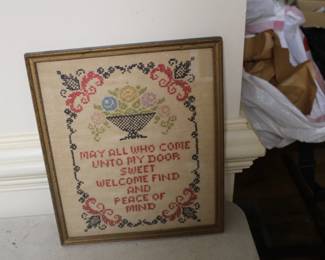 MAY ALL WHO COME
UNTO MY DOOR
SWEET
WELCOME FIND
AND
PEACE OF
MIND